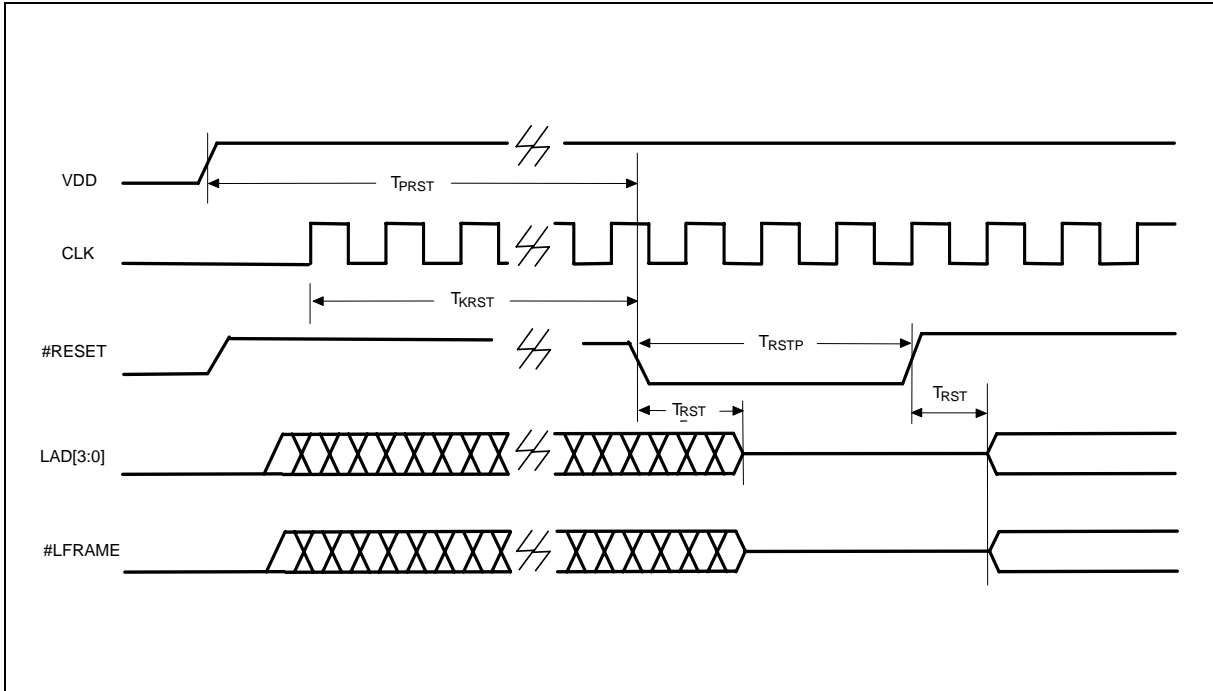 VDD
TPRST
CLK
TKRST
#RESET
TRSTP
TRST
TRST
LAD[3:0]
#LFRAME